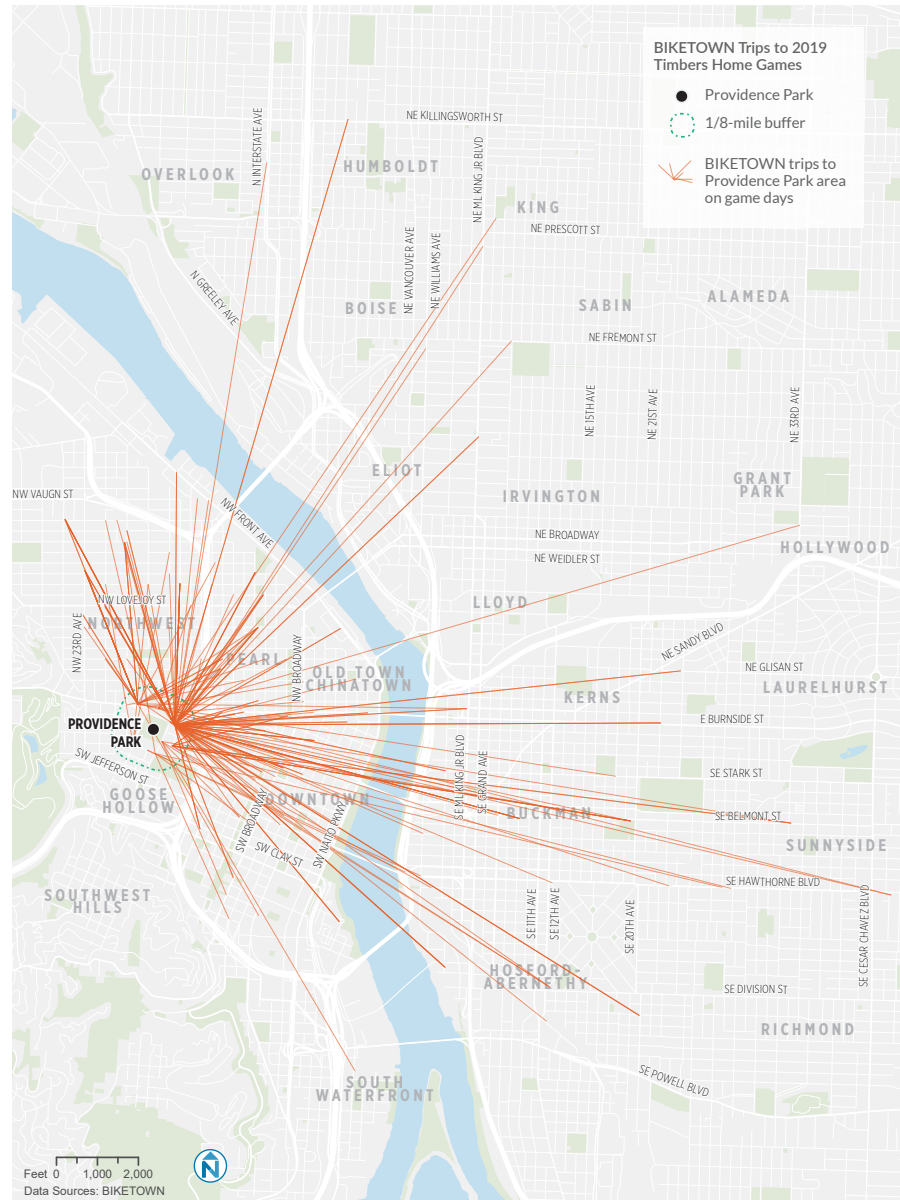 BIKETOWN Trips to 2019
Timbers Home Games
Providence Park
1/8-mile buffer
BIKETOWN trips to
Providence Park area
on game days
NE KILLINGSWORTH ST
N INTERSTATE AVE
OVERLOOK
HUMBOLDT
NE ML KING JR BLVD
KING
NE PRESCOTT ST
NE VANCOUVER AVE
NE WILLIAMS AVE
N GREELEY AVE
BOISE
SABIN
ALAMEDA
NE FREMONT ST
NE 15TH AVE
NE 21ST AVE
NE 33RD AVE
ELIOT
IRVINGTON
GRANT
PARK
NW VAUGN ST
NW FRONT AVE
NE BROADWAY
HOLLYWOOD
NE WEIDLER ST
LLOYD
NW LOVEJOY ST
NORTHWEST
NW 23RD AVE
NE SANDY BLVD
PEARL
NW BROADWAY
OLD TOWN
CHINATOWN
NE GLISAN ST
LAURELHURST
KERNS
PROVIDENCE
PARK
E BURNSIDE ST
SW JEFFERSON ST
SE ML KING JR BLVD
SE GRAND AVE
SE STARK ST
GOOSE
HOLLOW
DOWNTOWN
BUCKMAN
SE BELMONT ST
SW BROADWAY
SW NAITO PKWY
SW CLAY ST
SUNNYSIDE
SE HAWTHORNE BLVD
SOUTHWEST
HILLS
SE 11TH AVE
SE 12TH AVE
SE 20TH AVE
SE CESAR CHAVEZ BLVD
HOSFORD-
ABERNETHY
SE DIVISION ST
RICHMOND
SE POWELL BLVD
SOUTH
WATERFRONT
Feet 0 1,000 2,000
N
Data Sources: BIKETOWN